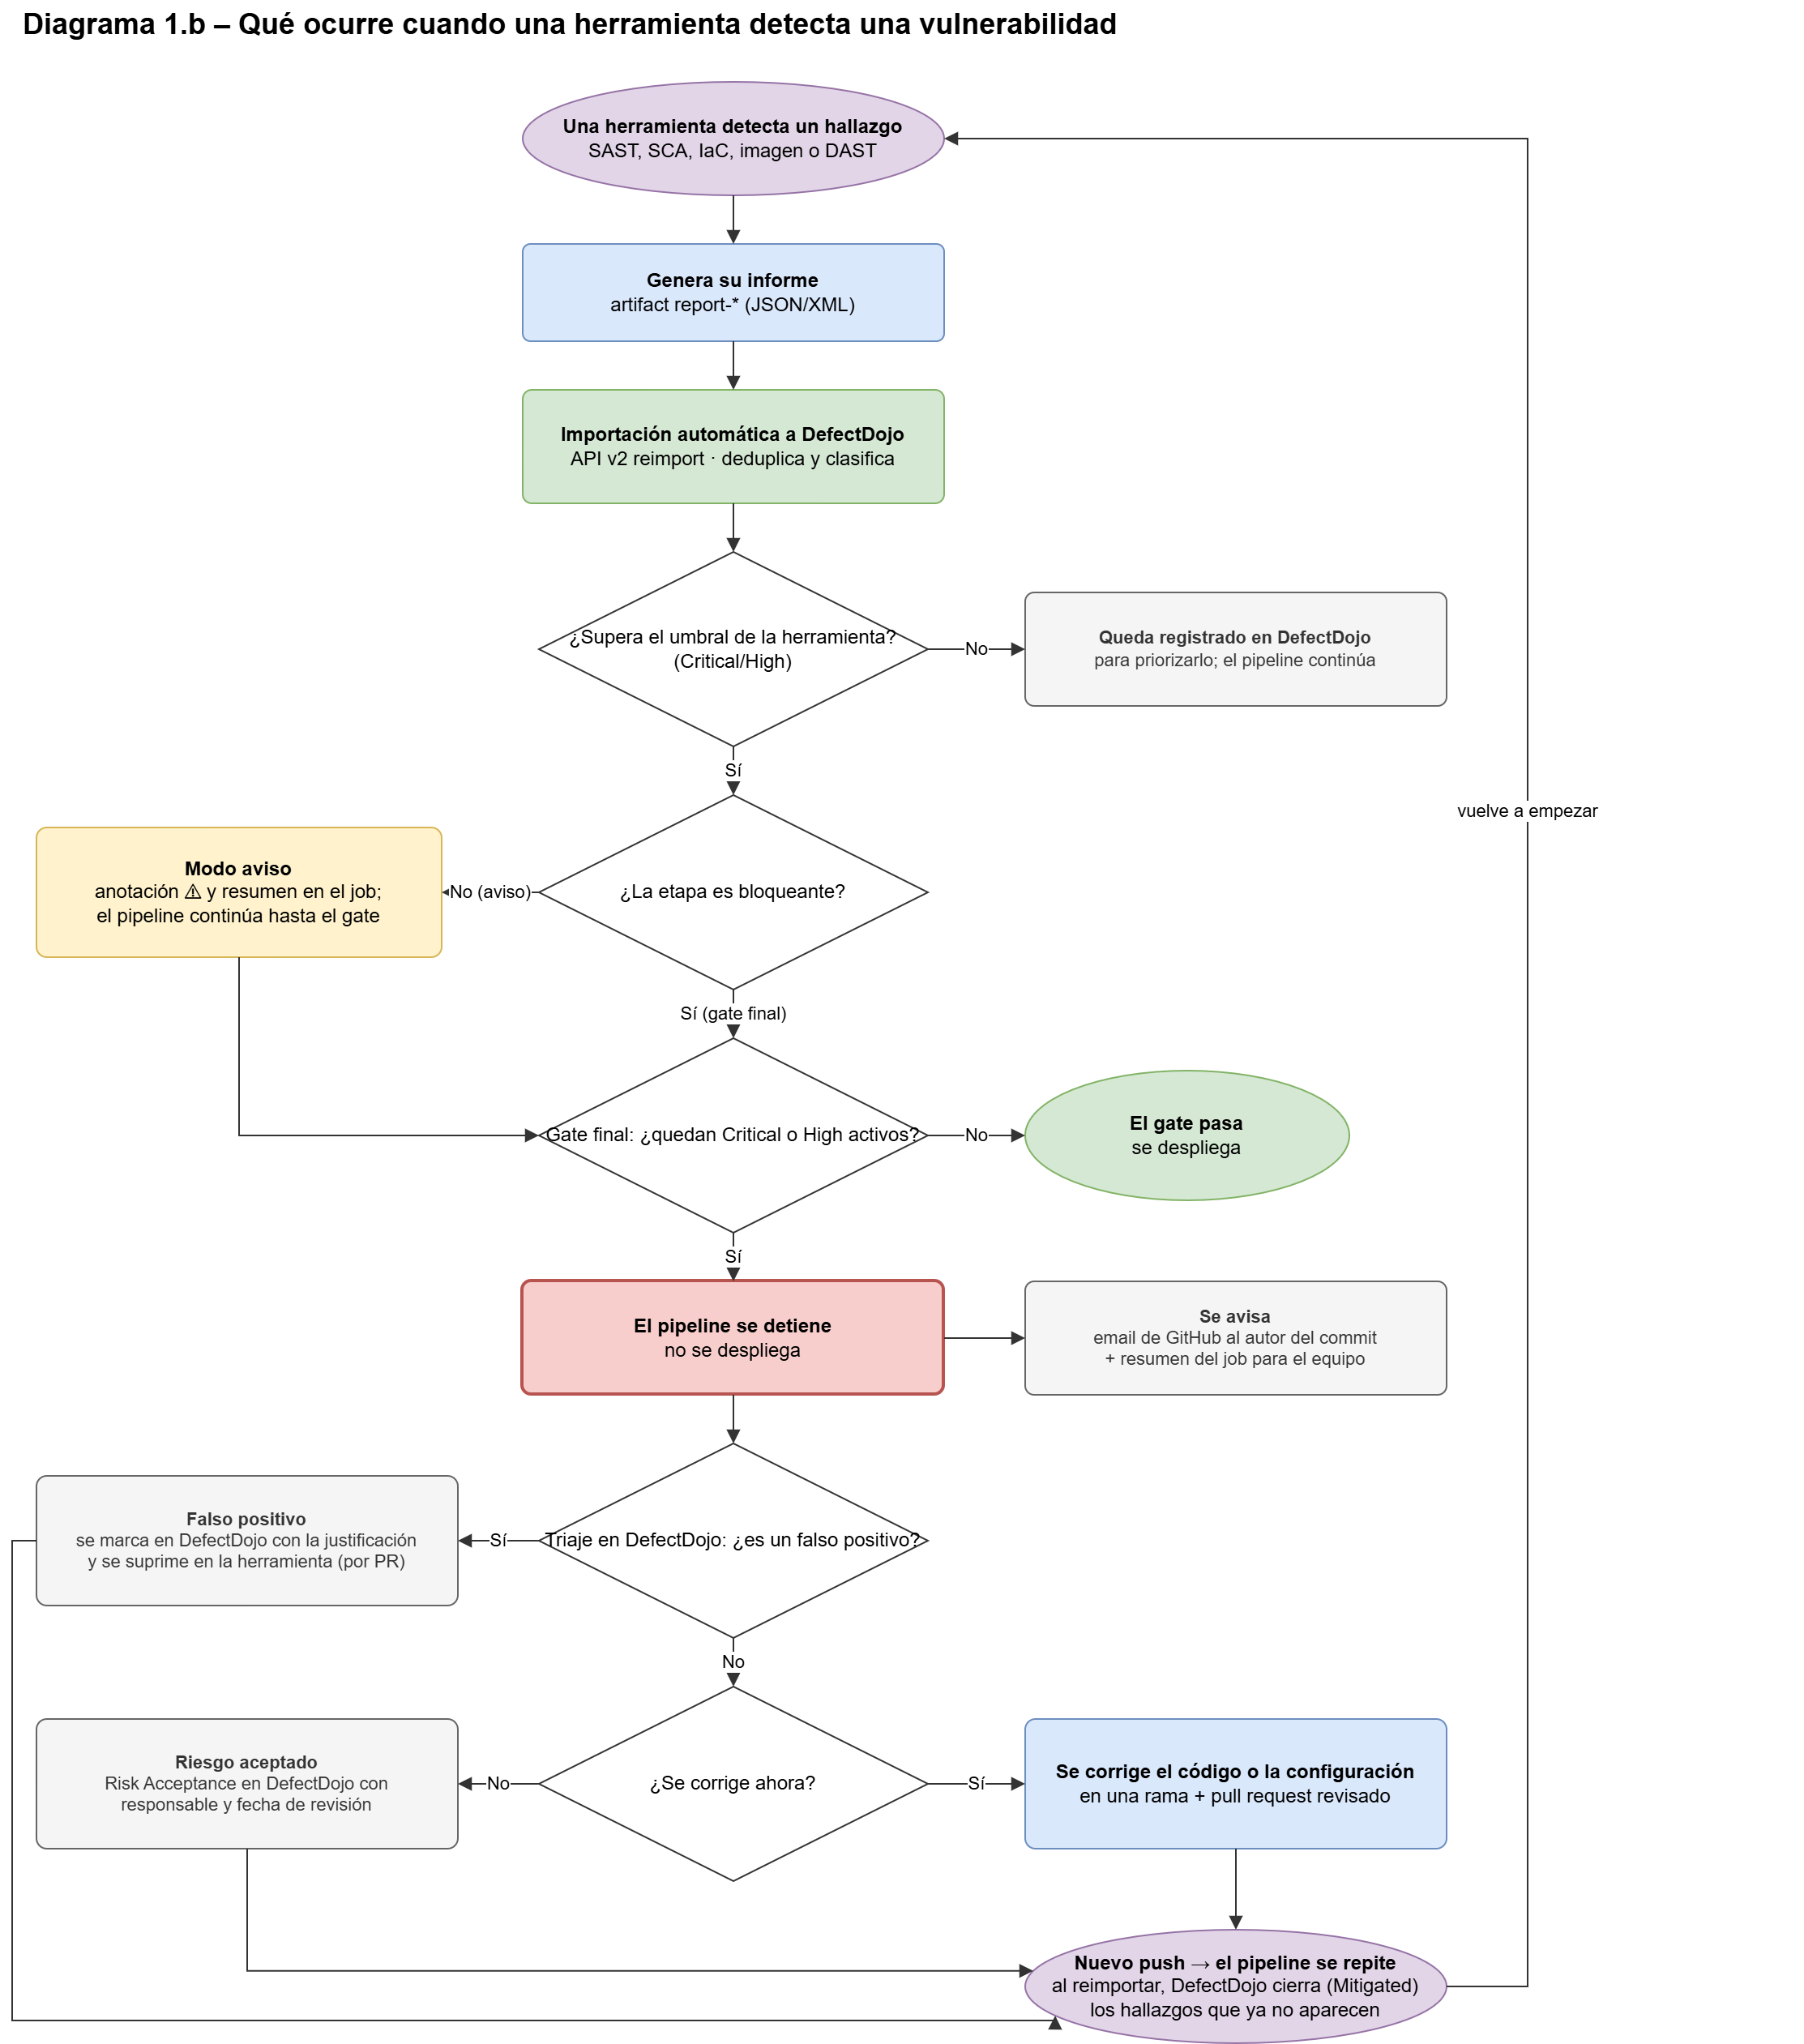 Diagrama 1.b – Qué ocurre cuando una herramienta detecta una vulnerabilidad
Una herramienta detecta un hallazgo
SAST, SCA, IaC, imagen o DAST
Genera su informe
artifact report-* (JSON/XML)
Importación automática a DefectDojo
API v2 reimport · deduplica y clasifica
¿Supera el umbral de la herramienta?
(Critical/High)
No
Queda registrado en DefectDojo
para priorizarlo; el pipeline continúa
Sí
vuelve a empezar
Modo aviso
anotación ⚠ y resumen en el job;
el pipeline continúa hasta el gate
No (aviso)
¿La etapa es bloqueante?
Sí (gate final)
Gate final: ¿quedan Critical o High activos?
No
El gate pasa
se despliega
Sí
El pipeline se detiene
no se despliega
Se avisa
email de GitHub al autor del commit
+ resumen del job para el equipo
Falso positivo
se marca en DefectDojo con la justificación
y se suprime en la herramienta (por PR)
Sí
Triaje en DefectDojo: ¿es un falso positivo?
No
Riesgo aceptado
Risk Acceptance en DefectDojo con
responsable y fecha de revisión
No
¿Se corrige ahora?
Sí
Se corrige el código o la configuración
en una rama + pull request revisado
Nuevo push → el pipeline se repite
al reimportar, DefectDojo cierra (Mitigated)
los hallazgos que ya no aparecen